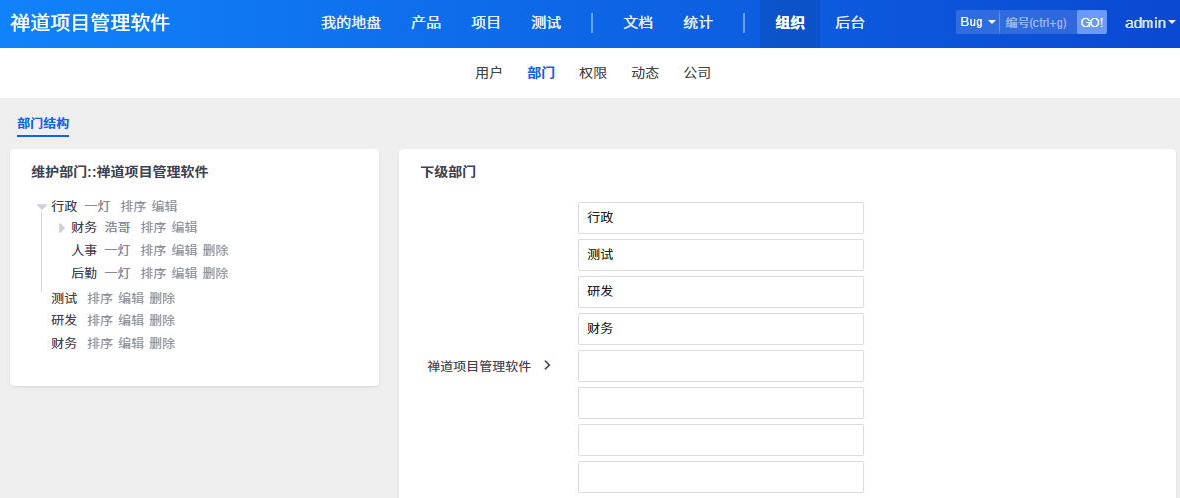 禅道项目管理软件 我的地盘 产品 项目 测试 文档 统计 组织 后台 Bug 编号(ctrl+g) GO! admin
用户 部门 权限 动态 公司
部门结构
维护部门::禅道项目管理软件
行政 一灯 排序 编辑
财务 浩哥 排序 编辑
人事 一灯 排序 编辑 删除
后勤 一灯 排序 编辑 删除
测试 排序 编辑 删除
研发 排序 编辑 删除
财务 排序 编辑 删除
下级部门
禅道项目管理软件
行政
测试
研发
财务